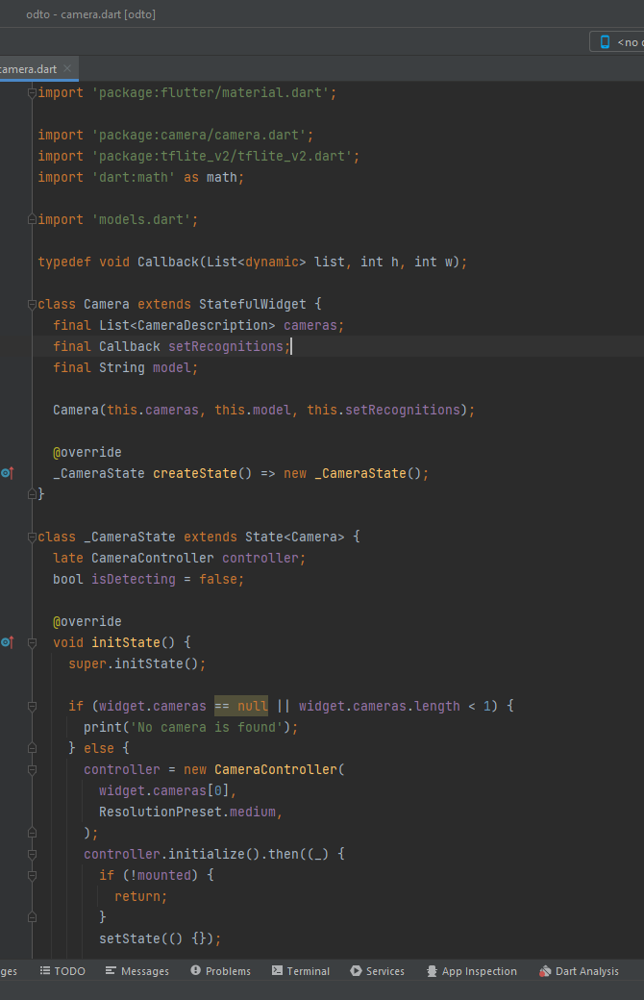 odto - camera.dart [odto]
<no
camera.dart
import 'package:flutter/material.dart';
import 'package:camera/camera.dart';
import 'package:tflite_v2/tflite_v2.dart';
import 'dart:math' as math;
import 'models.dart';
typedef void Callback(List<dynamic> list, int h, int w);
class Camera extends StatefulWidget {
final List<CameraDescription> cameras;
final Callback setRecognitions;
final String model;
Camera(this.cameras, this.model, this.setRecognitions);
@override
_CameraState createState() => new _CameraState();
}
class _CameraState extends State<Camera> {
late CameraController controller;
bool isDetecting = false;
@override
void initState() {
super.initState();
if (widget.cameras == null || widget.cameras.length < 1) {
print('No camera is found');
} else {
controller = new CameraController(
widget.cameras[0],
ResolutionPreset.medium,
);
controller.initialize().then((_) {
if (!mounted) {
return;
}
setState(() {});
ges TODO Messages Problems Terminal Services App Inspection Dart Analysis